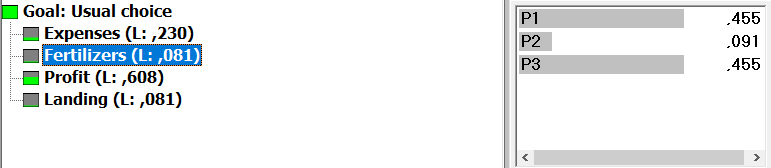 Goal: Usual choice
Expenses (L: ,230)
Fertilizers (L: ,081)
Profit (L: ,608)
Landing (L: ,081)
P1 ,455
P2 ,091
P3 ,455